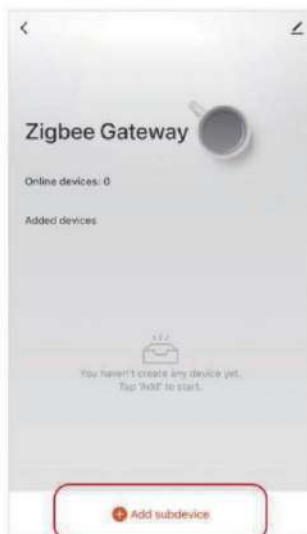 Zigbee Gateway
Online devices: 0
Added devices
You haven't create any device yet.
Tap "Add" to start.
Add subdevice